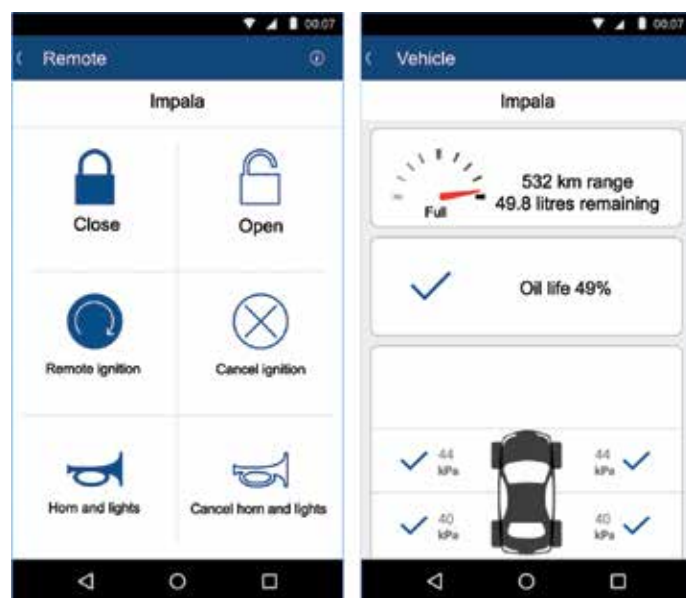 00:07
Remote
Impala
Close
Open
Remote ignition
Cancel ignition
Horn and lights
Cancel horn and lights
00:07
Vehicle
Impala
Full
532 km range
49.8 litres remaining
Oil life 49%
44
kPa
44
kPa
40
kPa
40
kPa